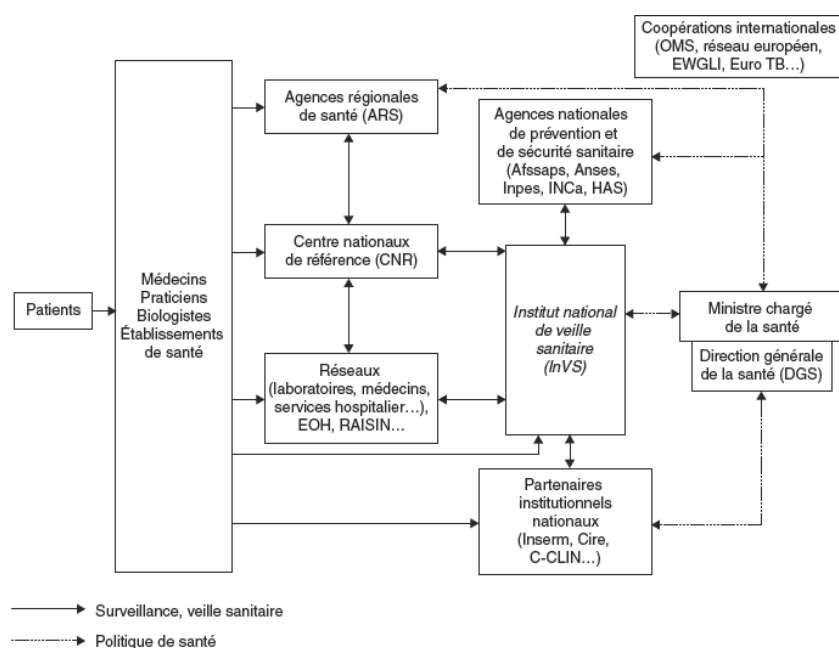 Coopérations internationales
(OMS, réseau européen,
EWGLI, Euro TB...)
Agences régionales
de santé (ARS)
Agences nationales
de prévention et
de sécurité sanitaire
(Afssaps, Anses,
Inpes, INCa, HAS)
Centre nationaux
de référence (CNR)
Médecins
Praticiens
Biologistes
Établissements
de santé
Patients
Institut national
de veille
sanitaire
(InVS)
Ministre chargé
de la santé
Direction générale
de la santé (DGS)
Réseaux
(laboratoires, médecins,
services hospitalier...),
EOH, RAISIN...
Partenaires
institutionnels
nationaux
(Inserm, Cire,
C-CLIN...)
Surveillance, veille sanitaire
Politique de santé